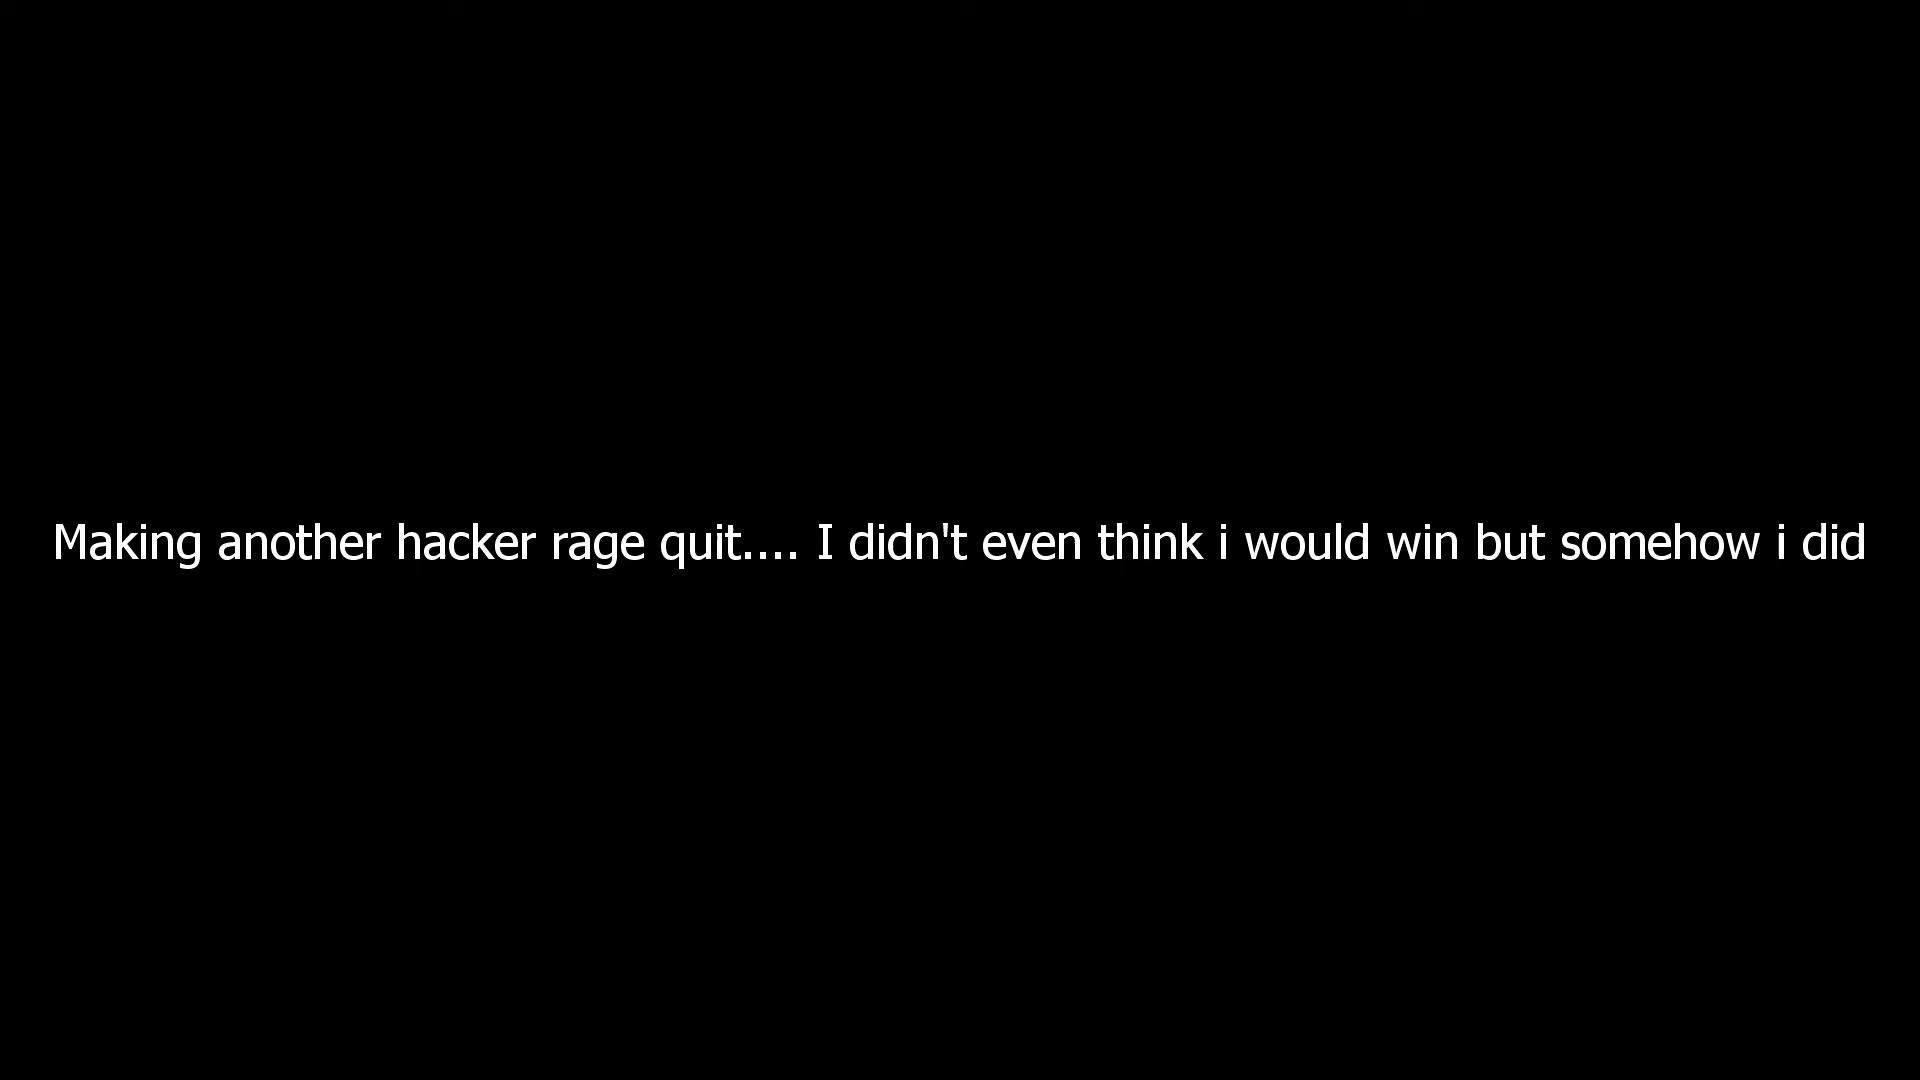 Making another hacker rage quit.... I didn't even think i would win but somehow i did